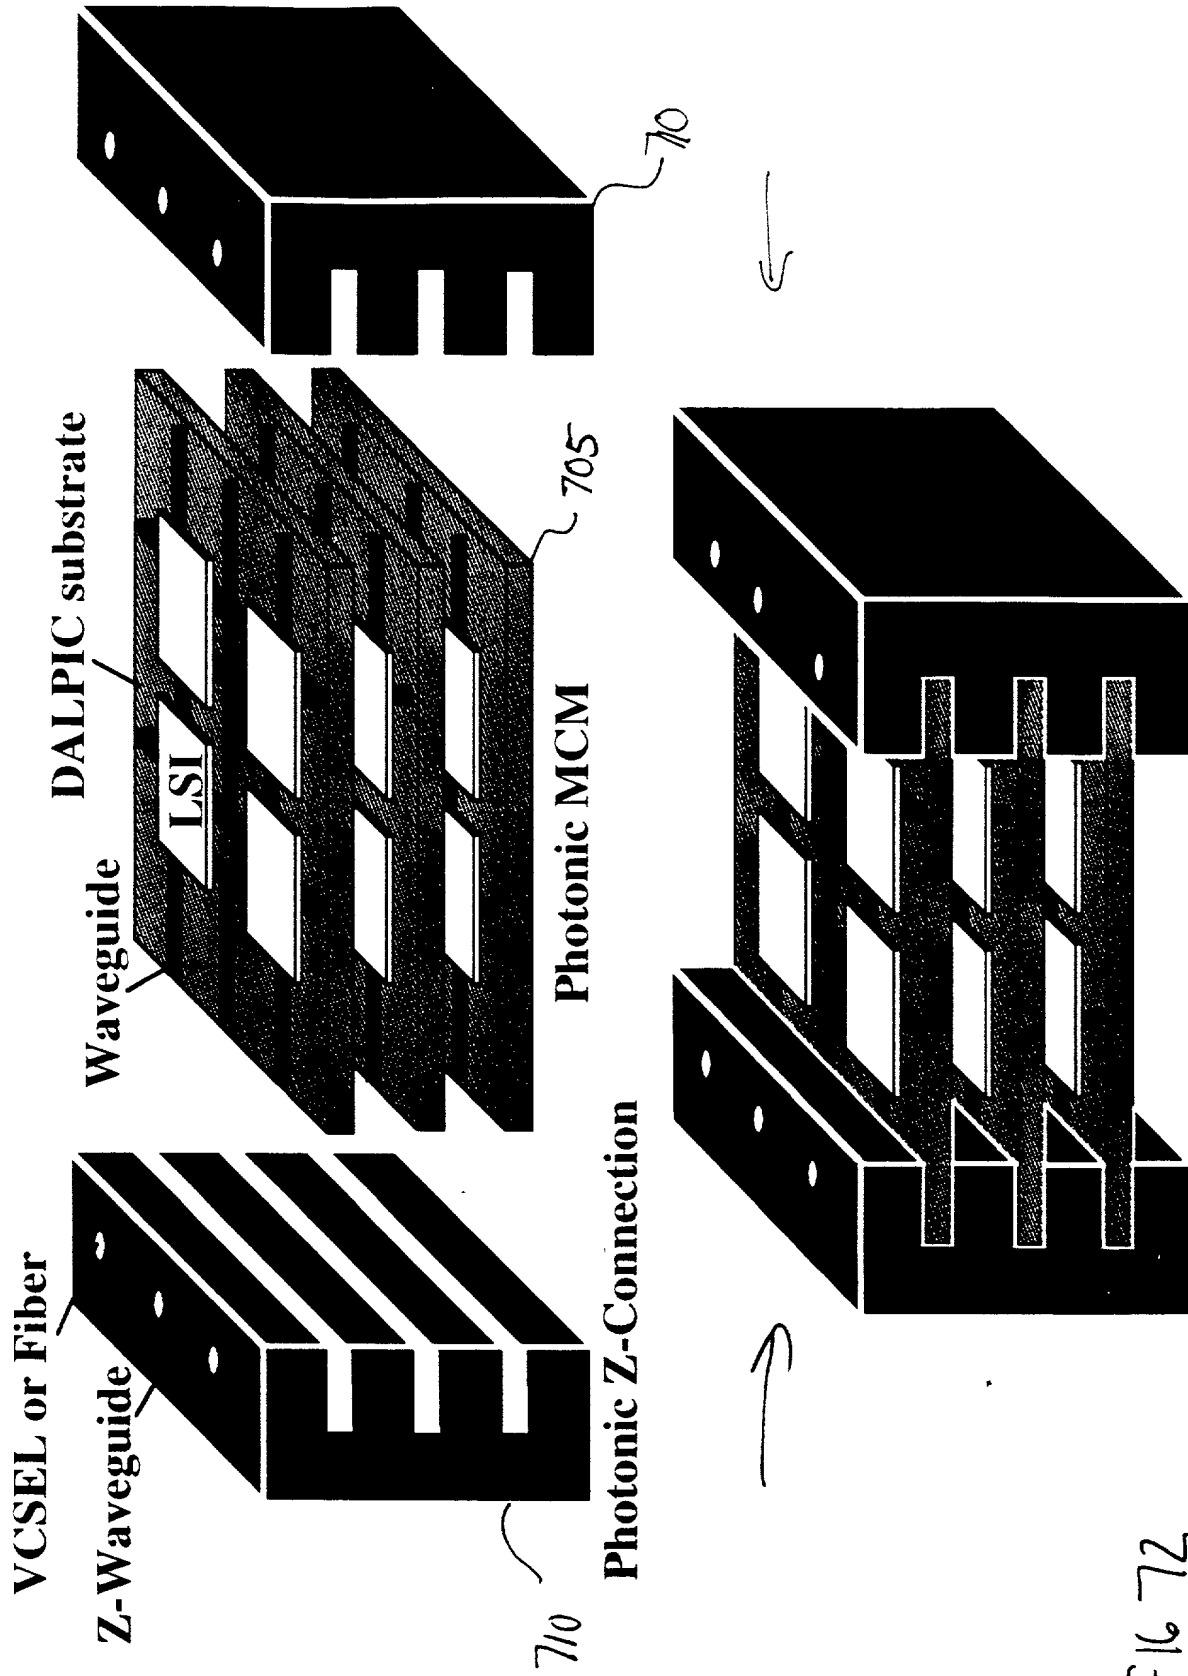 VCSEL or Fiber
Z-Waveguide
Waveguide
DALPIC substrate
LSI
710
705
710
Photonic Z-Connection
Photonic MCM
FIG 72